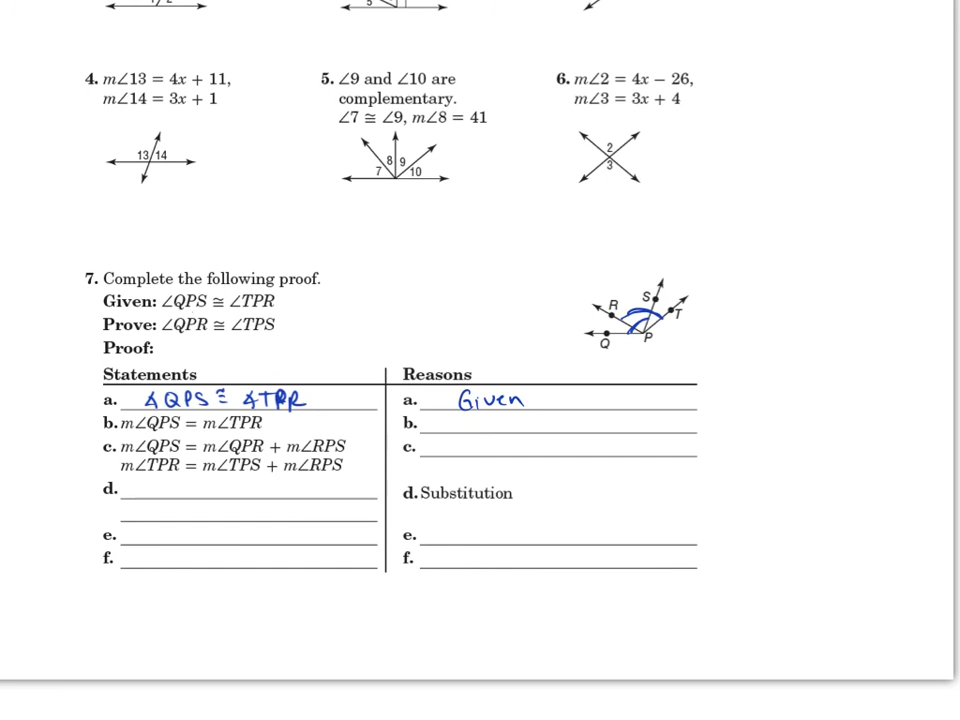 4. m∠13 = 4x + 11,
m∠14 = 3x + 1
5. ∠9 and ∠10 are
complementary.
∠7 ≅ ∠9, m∠8 = 41
6. m∠2 = 4x − 26,
m∠3 = 3x + 4
13 14
7 8 9 10
2
3
7. Complete the following proof.
Given: ∠QPS ≅ ∠TPR
Prove: ∠QPR ≅ ∠TPS
Proof:
R S T
Q P
Statements Reasons
a. ∡QPS ≅ ∡TPR a. Given
b. m∠QPS = m∠TPR b.
c. m∠QPS = m∠QPR + m∠RPS c.
m∠TPR = m∠TPS + m∠RPS
d. d. Substitution
e. e.
f. f.